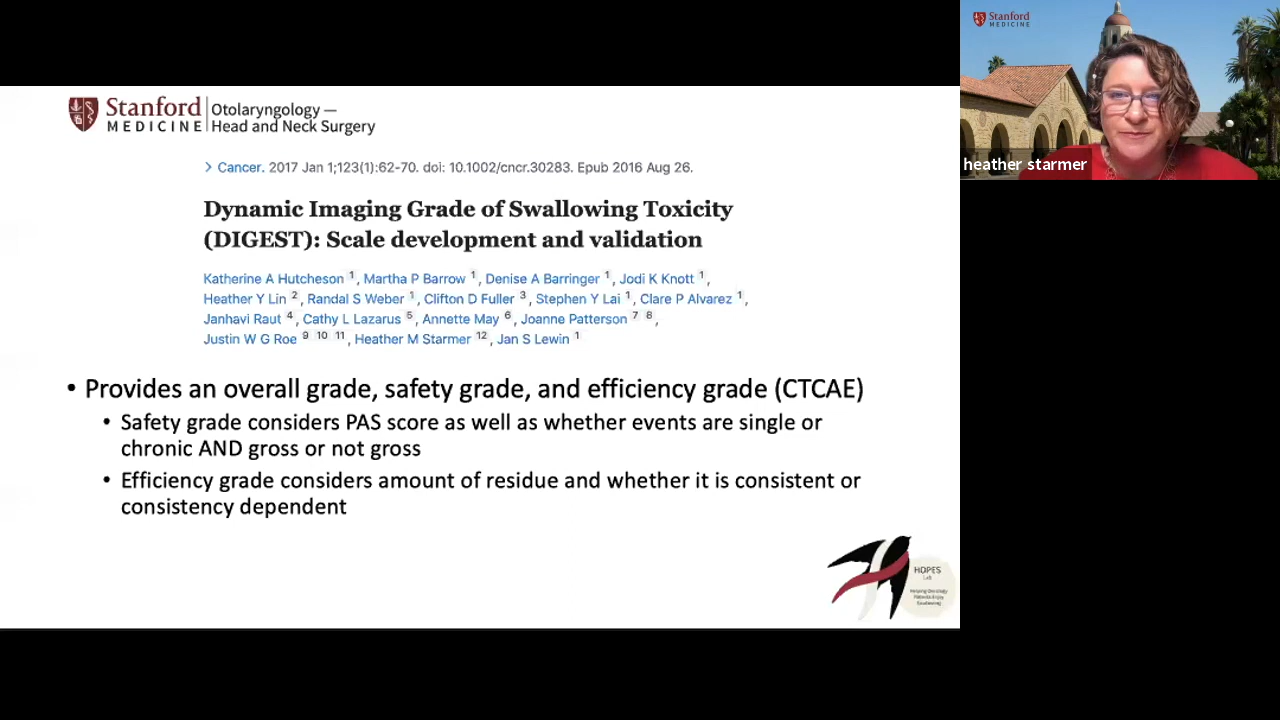 Stanford
MEDICINE
heather starmer
Stanford
MEDICINE
Otolaryngology —
Head and Neck Surgery
> Cancer. 2017 Jan 1;123(1):62-70. doi: 10.1002/cncr.30283. Epub 2016 Aug 26.
Dynamic Imaging Grade of Swallowing Toxicity
(DIGEST): Scale development and validation
Katherine A Hutcheson 1, Martha P Barrow 1, Denise A Barringer 1, Jodi K Knott 1,
Heather Y Lin 2, Randal S Weber 1, Clifton D Fuller 3, Stephen Y Lai 1, Clare P Alvarez 1,
Janhavi Raut 4, Cathy L Lazarus 5, Annette May 6, Joanne Patterson 7 8,
Justin W G Roe 9 10 11, Heather M Starmer 12, Jan S Lewin 1
• Provides an overall grade, safety grade, and efficiency grade (CTCAE)
• Safety grade considers PAS score as well as whether events are single or
chronic AND gross or not gross
• Efficiency grade considers amount of residue and whether it is consistent or
consistency dependent
HOPES
Lab
Helping Oncology
Patients Enjoy
Swallowing